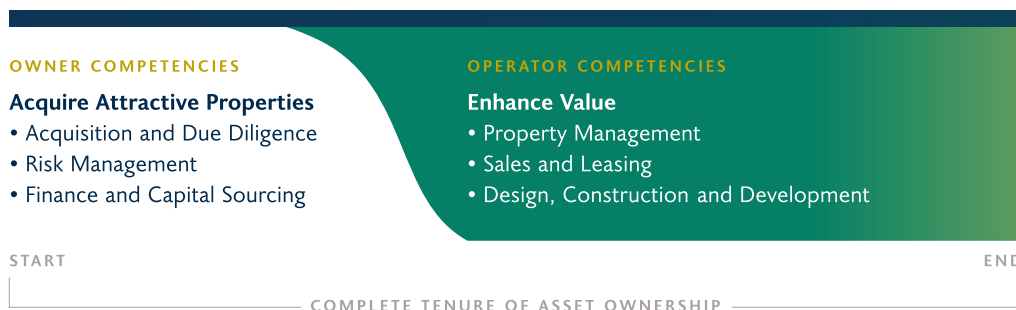 OWNER COMPETENCIES
Acquire Attractive Properties
• Acquisition and Due Diligence
• Risk Management
• Finance and Capital Sourcing
OPERATOR COMPETENCIES
Enhance Value
• Property Management
• Sales and Leasing
• Design, Construction and Development
START
END
COMPLETE TENURE OF ASSET OWNERSHIP